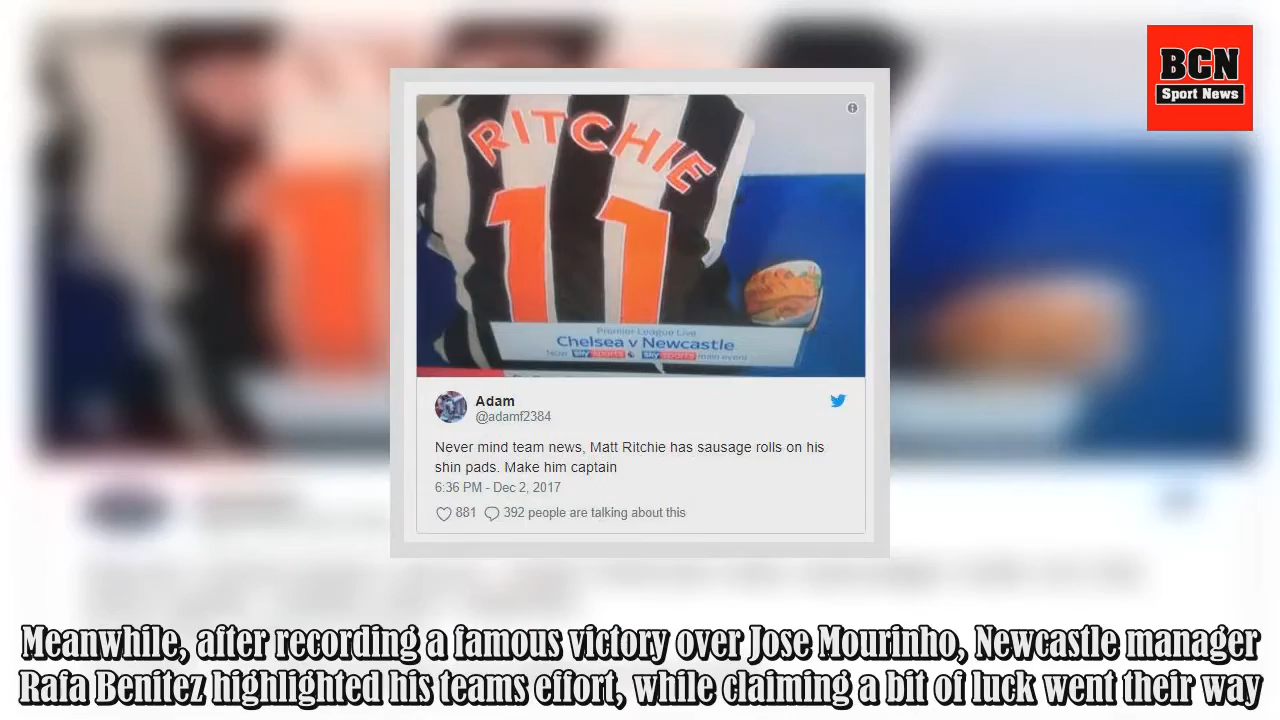 BCN
Sport News
RITCHIE
11
Premier League Live
Chelsea v Newcastle
sky sports sky sports main event
Adam
@adamf2384
Never mind team news, Matt Ritchie has sausage rolls on his
shin pads. Make him captain
6:36 PM - Dec 2, 2017
881 392 people are talking about this
Meanwhile, after recording a famous victory over Jose Mourinho, Newcastle manager
Rafa Benitez highlighted his teams effort, while claiming a bit of luck went their way